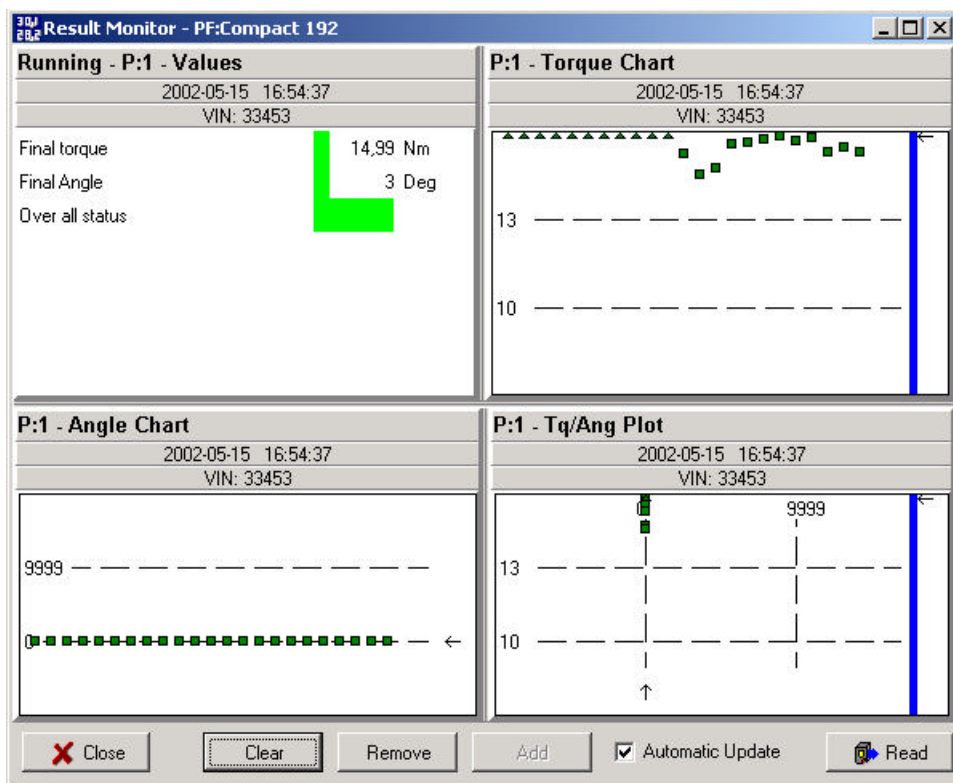 Result Monitor - PF:Compact 192
Running - P:1 - Values
2002-05-15 16:54:37
VIN: 33453
Final torque 14,99 Nm
Final Angle 3 Deg
Over all status
P:1 - Torque Chart
2002-05-15 16:54:37
VIN: 33453
13
10
P:1 - Angle Chart
2002-05-15 16:54:37
VIN: 33453
9999
0
P:1 - Tq/Ang Plot
2002-05-15 16:54:37
VIN: 33453
0 9999
13
10
Close Clear Remove Add Automatic Update Read